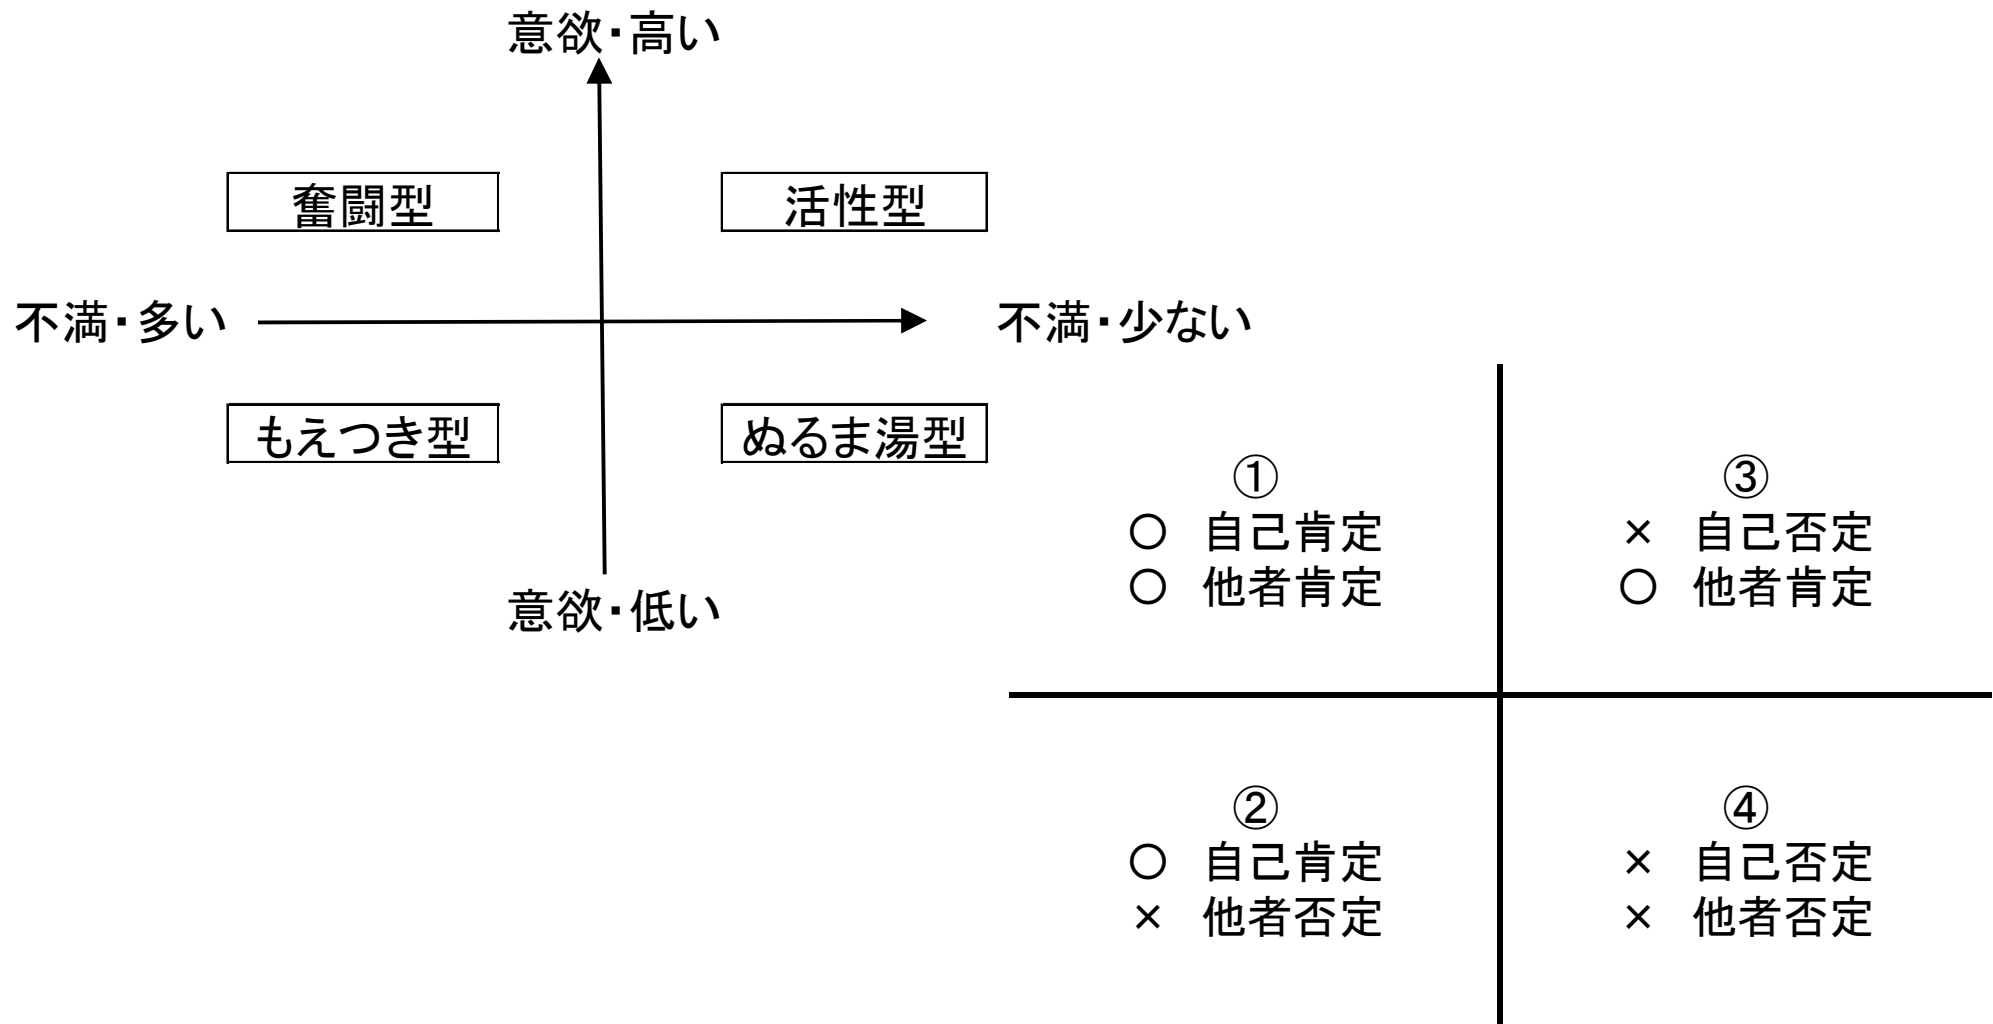 意欲・高い
奮闘型
活性型
不満・多い
不満・少ない
もえつき型
ぬるま湯型
意欲・低い
①
○ 自己肯定
○ 他者肯定
③
× 自己否定
○ 他者肯定
②
○ 自己肯定
× 他者否定
④
× 自己否定
× 他者否定